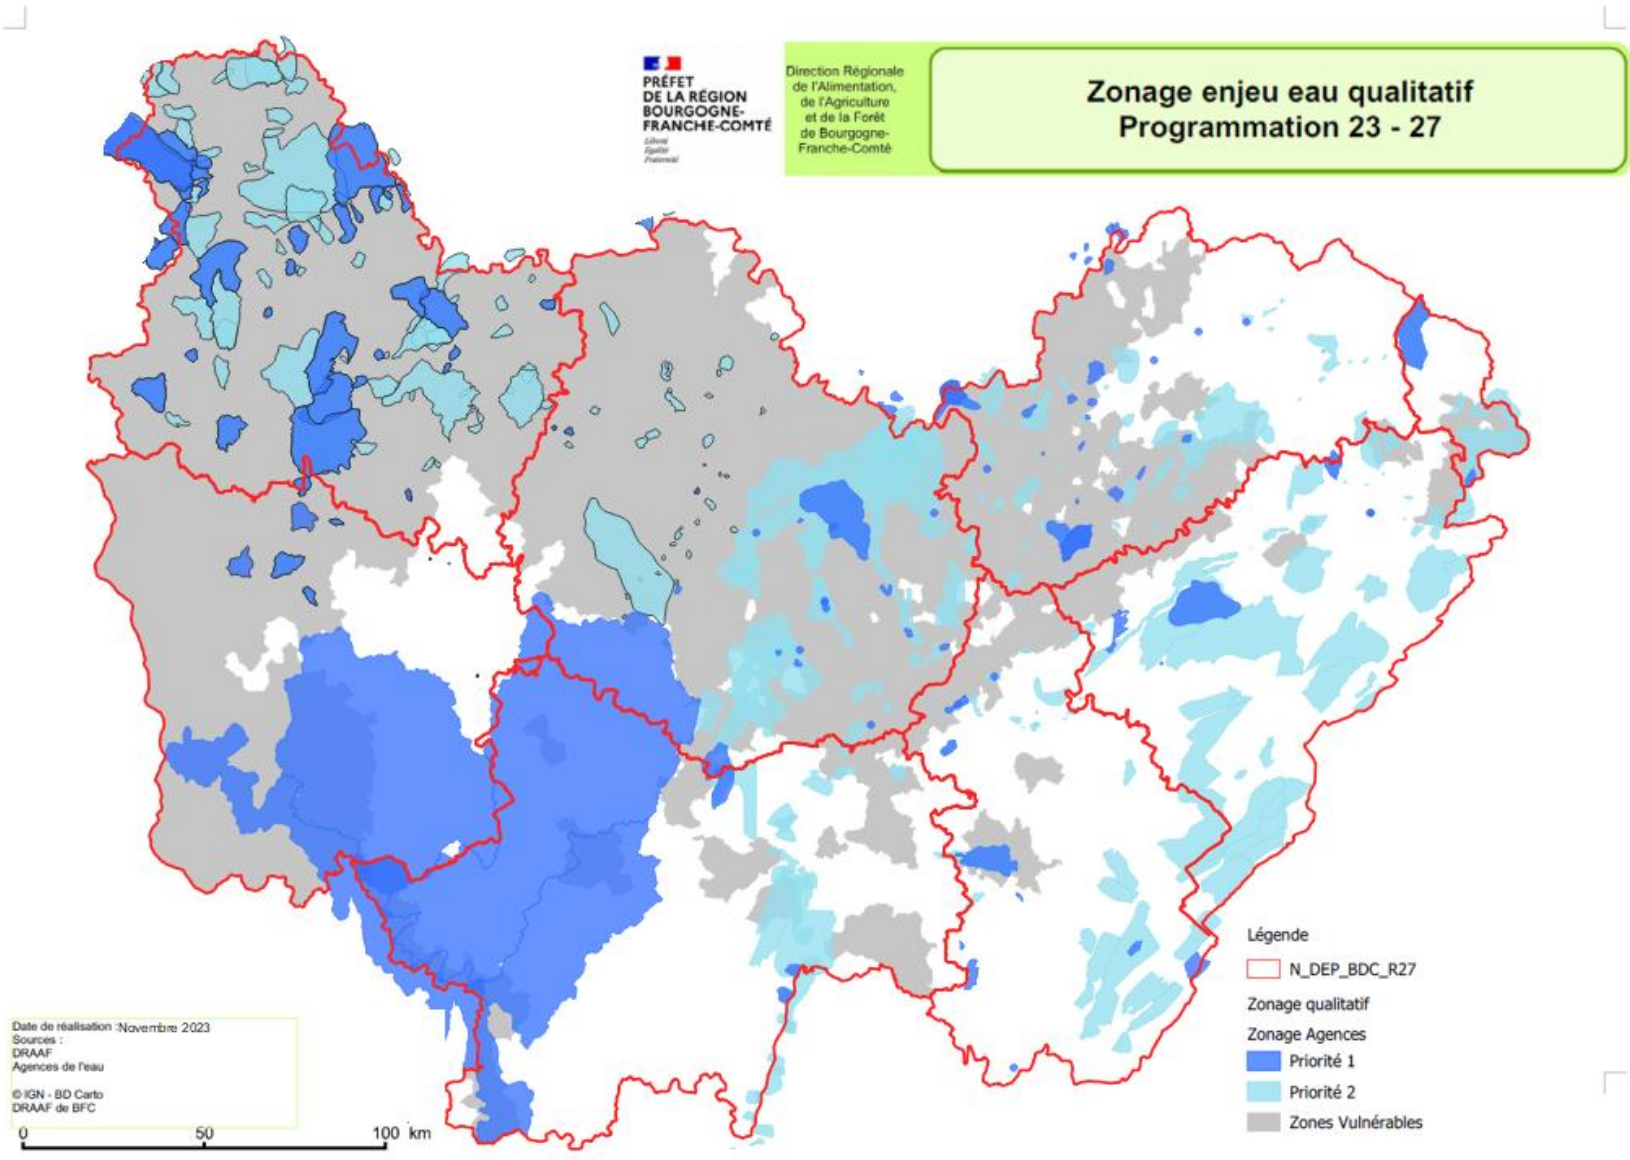 PRÉFET
DE LA RÉGION
BOURGOGNE-
FRANCHE-COMTÉ
Liberté
Égalité
Fraternité
Direction Régionale
de l'Alimentation,
de l'Agriculture
et de la Forêt
de Bourgogne-
Franche-Comté
Zonage enjeu eau qualitatif
Programmation 23 - 27
Légende
N_DEP_BDC_R27
Zonage qualitatif
Zonage Agences
Priorité 1
Priorité 2
Zones Vulnérables
Date de réalisation :Novembre 2023
Sources :
DRAAF
Agences de l'eau
© IGN - BD Carto
DRAAF de BFC
0 50 100 km